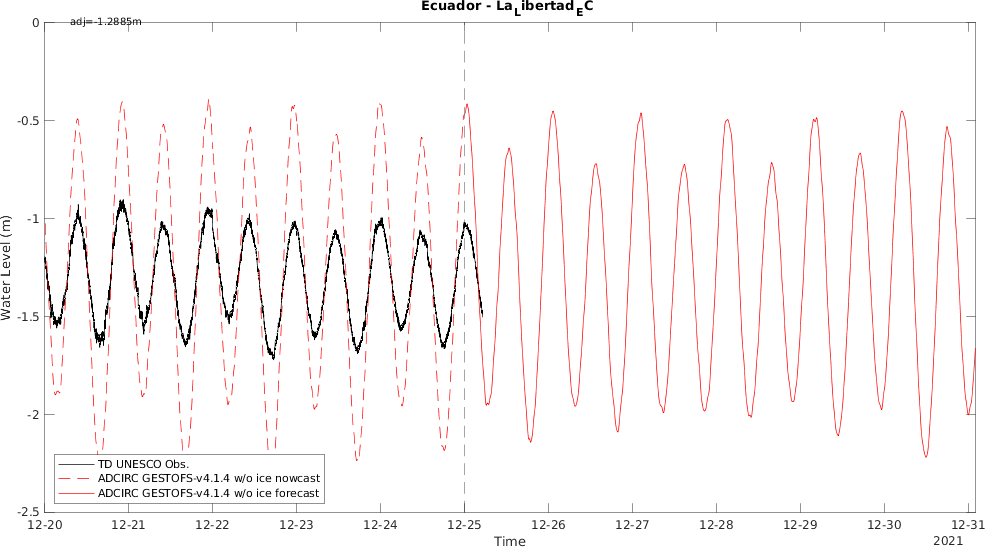 Ecuador - LaLibertadEC
adj=-1.2885m
0
-0.5
-1
-1.5
-2
-2.5
Water Level (m)
TD UNESCO Obs.
ADCIRC GESTOFS-v4.1.4 w/o ice nowcast
ADCIRC GESTOFS-v4.1.4 w/o ice forecast
12-20 12-21 12-22 12-23 12-24 12-25 12-26 12-27 12-28 12-29 12-30 12-31
Time
2021